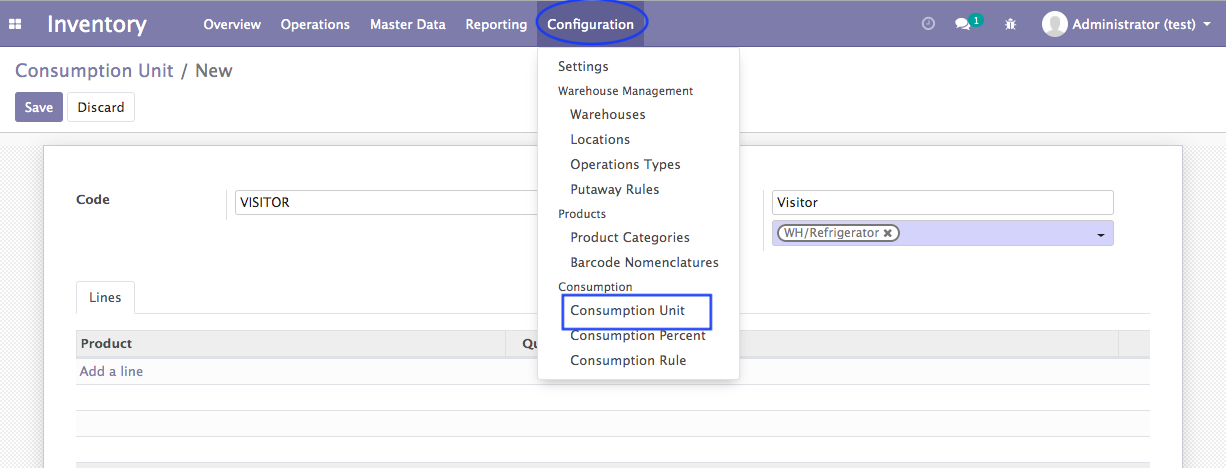 Inventory Overview Operations Master Data Reporting Configuration 1 Administrator (test)
Consumption Unit / New
Save Discard
Settings
Warehouse Management
Warehouses
Locations
Operations Types
Putaway Rules
Products
Product Categories
Barcode Nomenclatures
Consumption
Consumption Unit
Consumption Percent
Consumption Rule
Code VISITOR Visitor
WH/Refrigerator
Lines
Product
Add a line